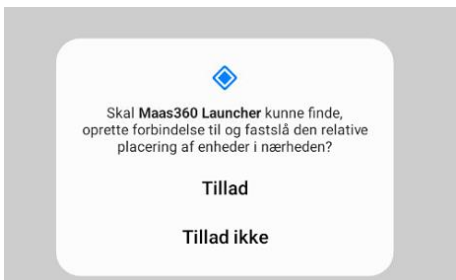 Skal Maas360 Launcher kunne finde,
oprette forbindelse til og fastslå den relative
placering af enheder i nærheden?
Tillad
Tillad ikke